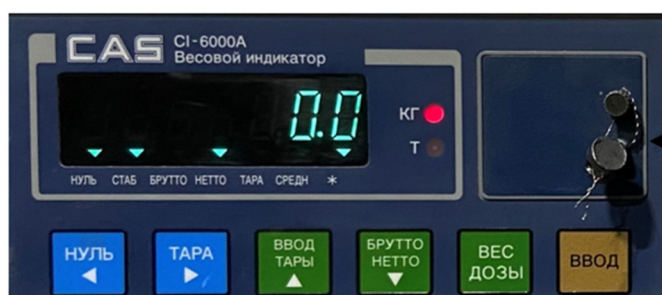 CAS CI-6000A
Весовой индикатор
0.0
КГ
Т
НУЛЬ СТАБ БРУТТО НЕТТО ТАРА СРЕДН *
НУЛЬ
ТАРА
ВВОД
ТАРЫ
БРУТТО
НЕТТО
ВЕС
ДОЗЫ
ВВОД